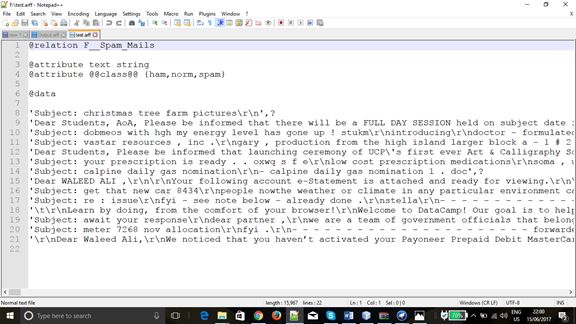 F:\test.arff - Notepad++
File Edit Search View Encoding Language Settings Tools Macro Run Plugins Window ?
new 1 Output.arff test.arff
1 @relation F__Spam_Mails
2
3 @attribute text string
4 @attribute @@class@@ {ham,norm,spam}
5
6 @data
7
8 'Subject: christmas tree farm pictures\r\n',?
9 'Dear Students, AoA, Please be informed that there will be a FULL DAY SESSION held on subject date i
10 'Subject: dobmeos with hgh my energy level has gone up ! stukm\r\nintroducing\r\ndoctor - formulated
11 'Subject: vastar resources , inc .\r\ngary , production from the high island larger block a - 1 # 2
12 'Dear Students, Please be informed that launching ceremony of UCP\'s first ever Art & Calligraphy So
13 'Subject: your prescription is ready . . oxwq s f e\r\nlow cost prescription medications\r\nsoma , u
14 'Subject: calpine daily gas nomination\r\n- calpine daily gas nomination 1 . doc',?
15 'Dear WALEED ALI ,\r\n\r\nYour following account e-Statement is attached and ready for viewing.\r\n\
16 'Subject: get that new car 8434\r\npeople nowthe weather or climate in any particular environment ca
17 'Subject: re : issue\r\nfyi - see note below - already done .\r\nstella\r\n- - - - - - - - - - - - -
18 '\t\r\nLearn by doing, from the comfort of your browser!\r\nWelcome to DataCamp! Our goal is to help
19 'Subject: await your response\r\ndear partner ,\r\nwe are a team of government officials that belong
20 'Subject: meter 7268 nov allocation\r\nfyi .\r\n- - - - - - - - - - - - - - - - - - - - - - forwarde
21 '\r\nDear Waleed Ali,\r\nWe noticed that you haven't activated your Payoneer Prepaid Debit MasterCar
22
Normal text file length : 15,967 lines : 22 Ln : 1 Col : 1 Sel : 0 | 0 Windows (CR LF) UTF-8 INS
Type here to search 70% ENG US 22:00 15/06/2017